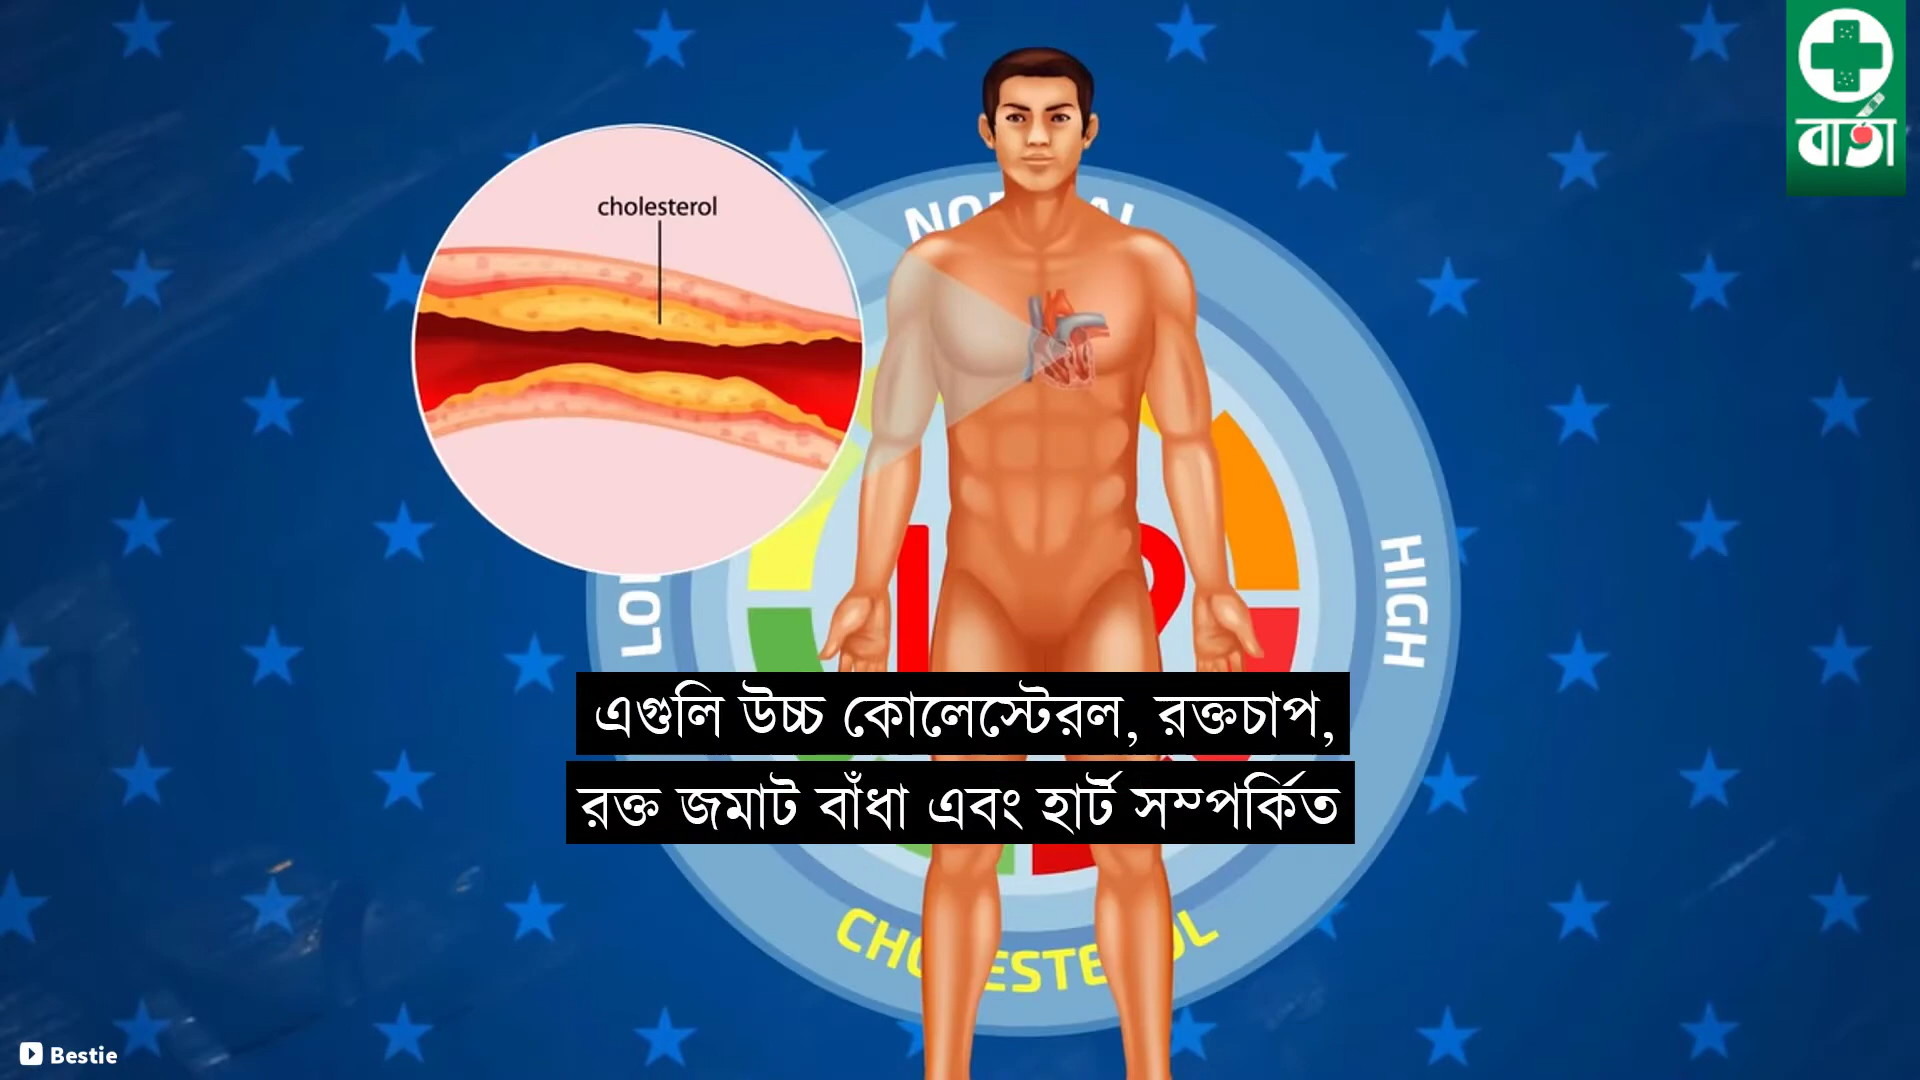 বার্তা
cholesterol
HIGH
এগুলি উচ্চ কোলেস্টেরল, রক্তচাপ,
রক্ত জমাট বাঁধা এবং হার্ট সম্পর্কিত
Bestie